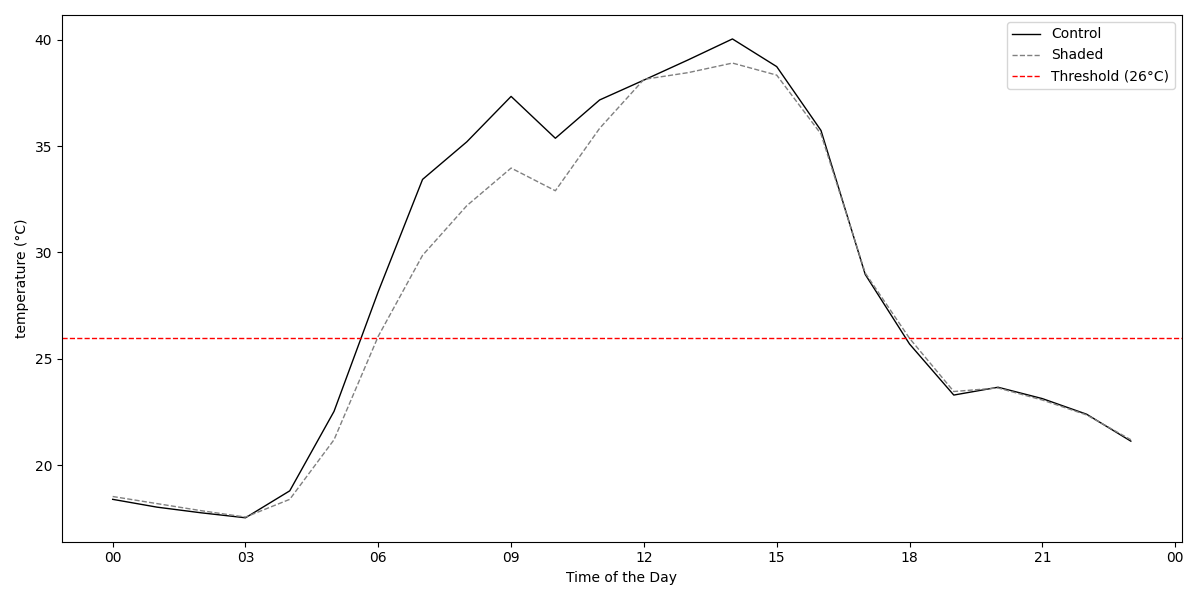 40
35
30
25
20
temperature (°C)
Control
Shaded
Threshold (26°C)
00 03 06 09 12 15 18 21 00
Time of the Day